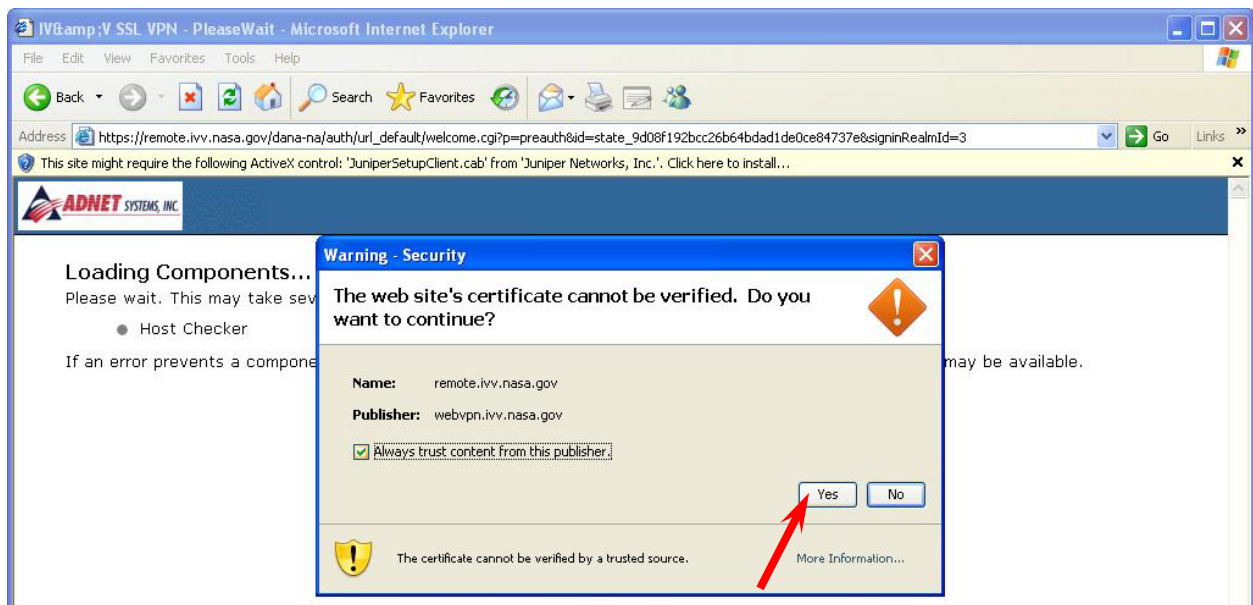 IV&amp;V SSL VPN - PleaseWait - Microsoft Internet Explorer
File Edit View Favorites Tools Help
Back Search Favorites
Address https://remote.ivv.nasa.gov/dana-na/auth/url_default/welcome.cgi?p=preauth&id=state_9d08f192bcc26b64bdad1de0ce84737e&signinRealmId=3 Go Links »
This site might require the following ActiveX control: 'JuniperSetupClient.cab' from 'Juniper Networks, Inc.'. Click here to install...
ADNET SYSTEMS, INC.
Loading Components...
Please wait. This may take sev
Host Checker
If an error prevents a compone may be available.
Warning - Security
The web site's certificate cannot be verified. Do you
want to continue?
Name: remote.ivv.nasa.gov
Publisher: webvpn.ivv.nasa.gov
Always trust content from this publisher.
Yes No
The certificate cannot be verified by a trusted source. More Information...